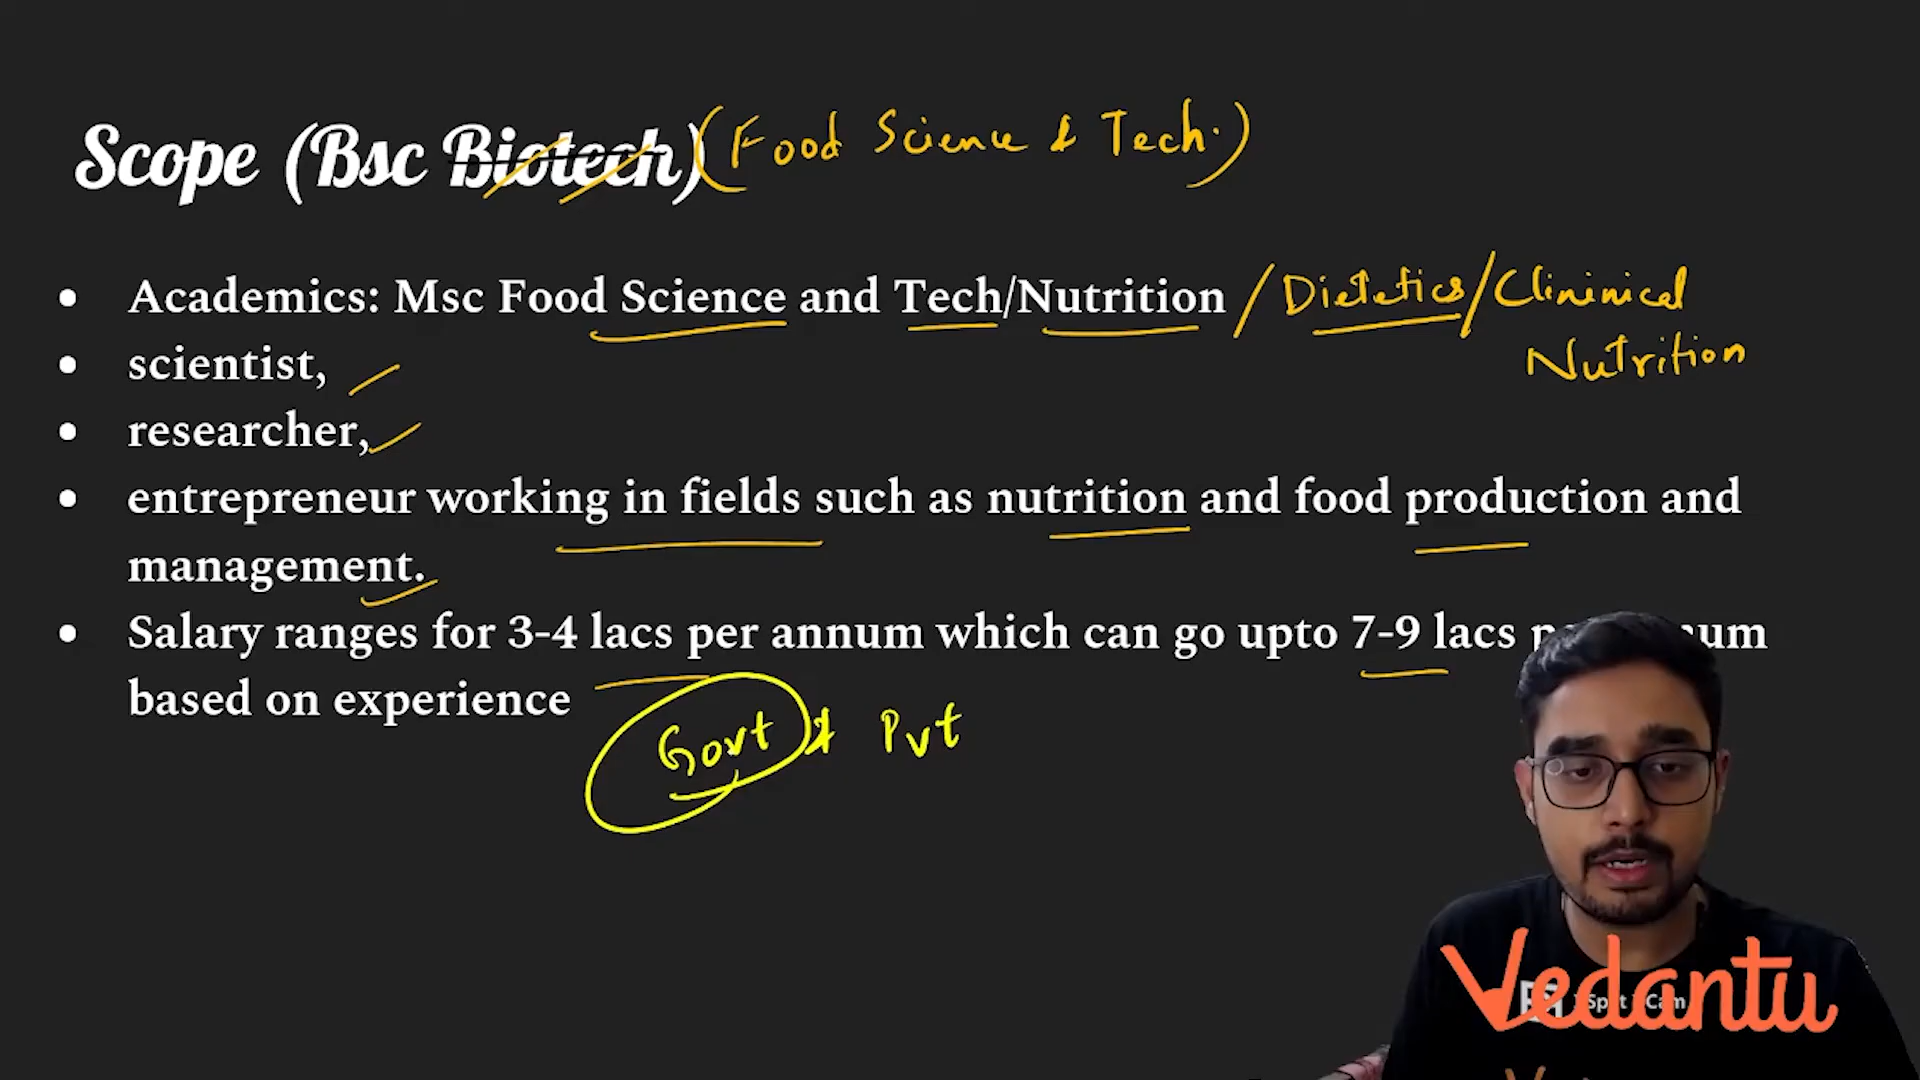 Scope (Bsc Biotech) (Food Science & Tech.)
• Academics: Msc Food Science and Tech/Nutrition / Dietetics / Clininical
Nutrition
• scientist,
• researcher,
• entrepreneur working in fields such as nutrition and food production and
management.
• Salary ranges for 3-4 lacs per annum which can go upto 7-9 lacs
based on experience
Govt & Pvt
Vedantu